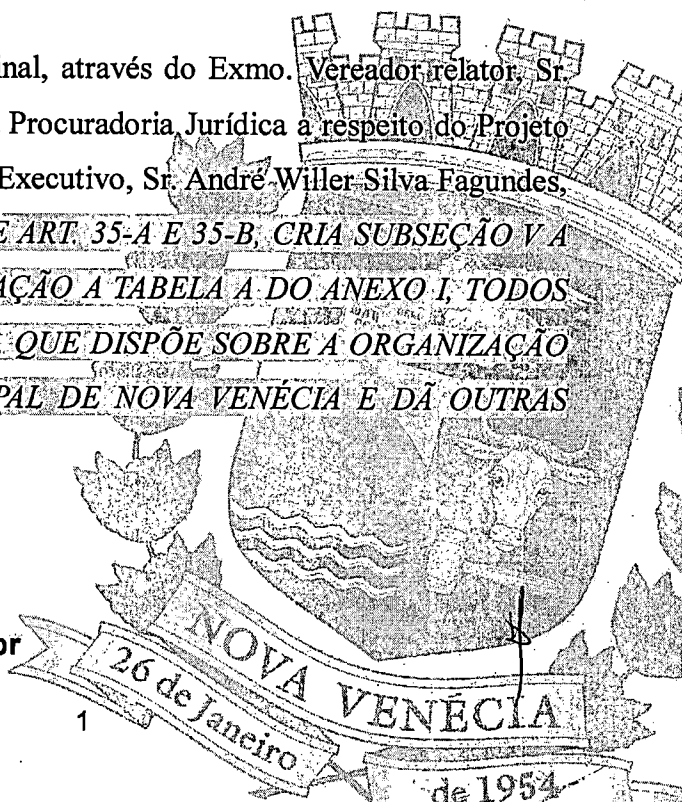 inal, através do Exmo. Vereador relator, Sr.
Procuradoria Jurídica a respeito do Projeto
Executivo, Sr. André Willer Silva Fagundes,
E ART. 35-A E 35-B, CRIA SUBSEÇÃO V A
AÇÃO A TABELA A DO ANEXO I, TODOS
QUE DISPÕE SOBRE A ORGANIZAÇÃO
PAL DE NOVA VENÉCIA E DÃ OUTRAS
or
1
NOVA VENÉCIA
26 de Janeiro
de 1954